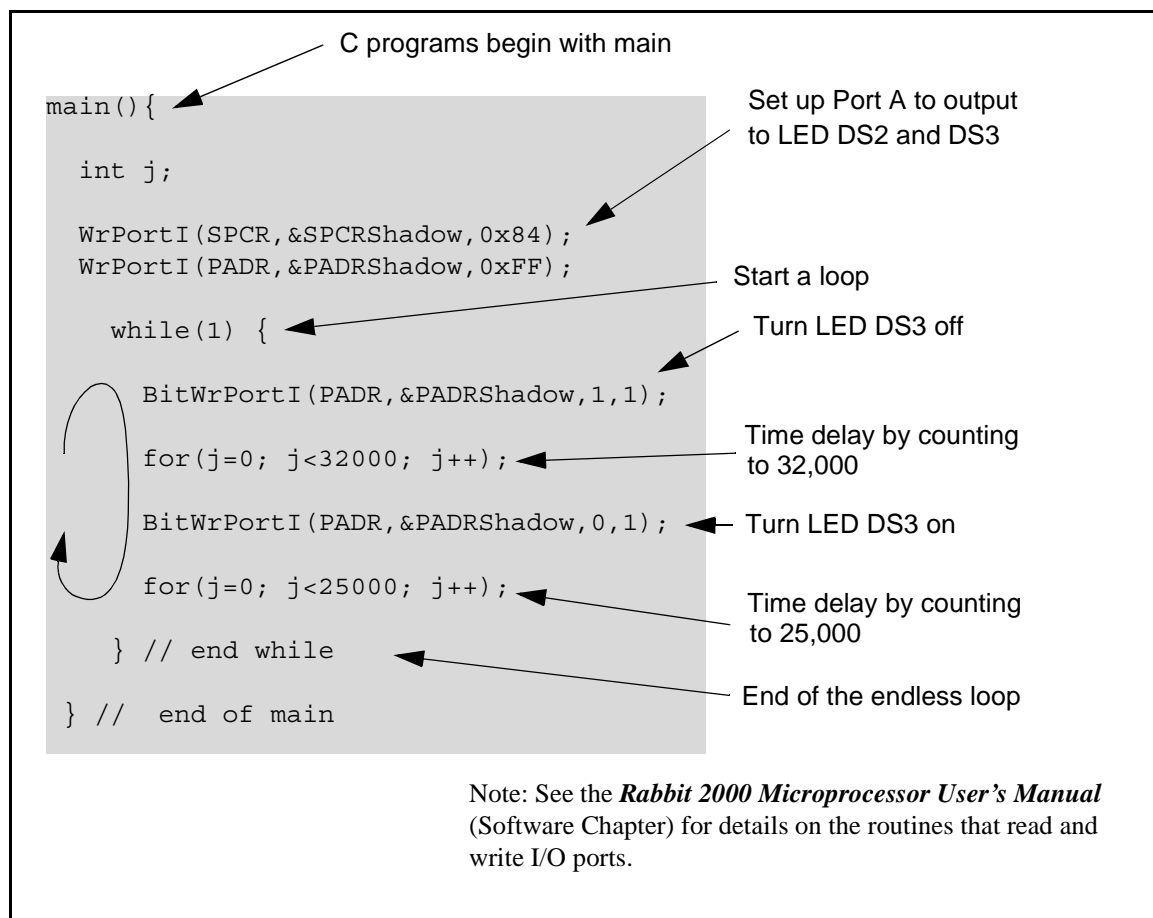 C programs begin with main
main(){
Set up Port A to output
to LED DS2 and DS3
int j;
WrPortI(SPCR,&SPCRShadow,0x84);
WrPortI(PADR,&PADRShadow,0xFF);
Start a loop
while(1) {
Turn LED DS3 off
BitWrPortI(PADR,&PADRShadow,1,1);
Time delay by counting
to 32,000
for(j=0; j<32000; j++);
BitWrPortI(PADR,&PADRShadow,0,1);
Turn LED DS3 on
for(j=0; j<25000; j++);
Time delay by counting
to 25,000
} // end while
End of the endless loop
} //  end of main
Note: See the Rabbit 2000 Microprocessor User's Manual
(Software Chapter) for details on the routines that read and
write I/O ports.